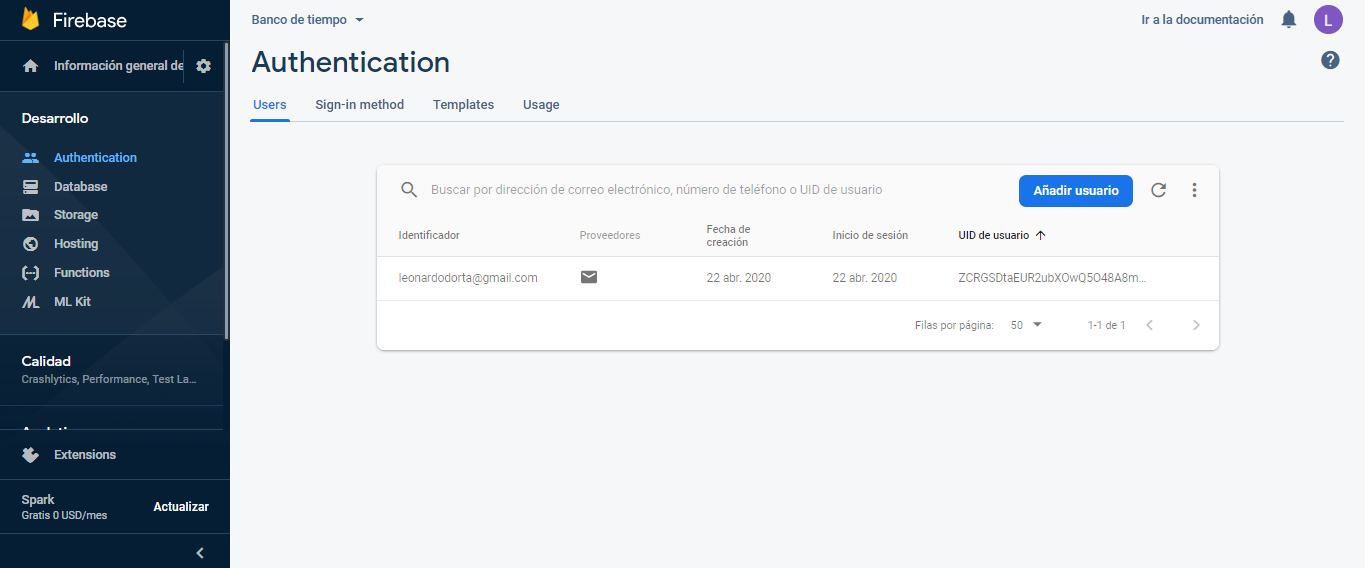 Firebase
Información general de
Desarrollo
Authentication
Database
Storage
Hosting
Functions
ML Kit
Calidad
Crashlytics, Performance, Test La...
Extensions
Spark
Gratis 0 USD/mes
Actualizar
Banco de tiempo
Ir a la documentación
L
Authentication
?
Users Sign-in method Templates Usage
Buscar por dirección de correo electrónico, número de teléfono o UID de usuario
Añadir usuario
Identificador Proveedores Fecha de creación Inicio de sesión UID de usuario
leonardodorta@gmail.com 22 abr. 2020 22 abr. 2020 ZCRGSDtaEUR2ubXOwQ5O48A8m...
Filas por página: 50 1-1 de 1